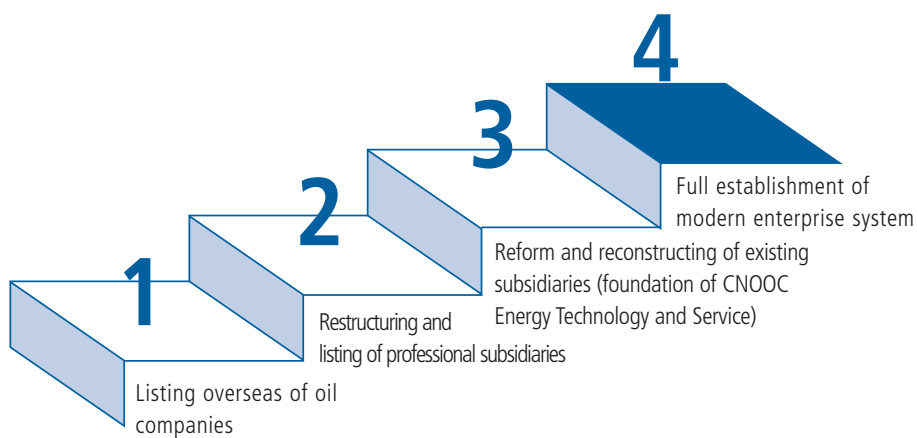 1
Listing overseas of oil
companies
2
Restructuring and
listing of professional subsidiaries
3
Reform and reconstructing of existing
subsidiaries (foundation of CNOOC
Energy Technology and Service)
4
Full establishment of
modern enterprise system